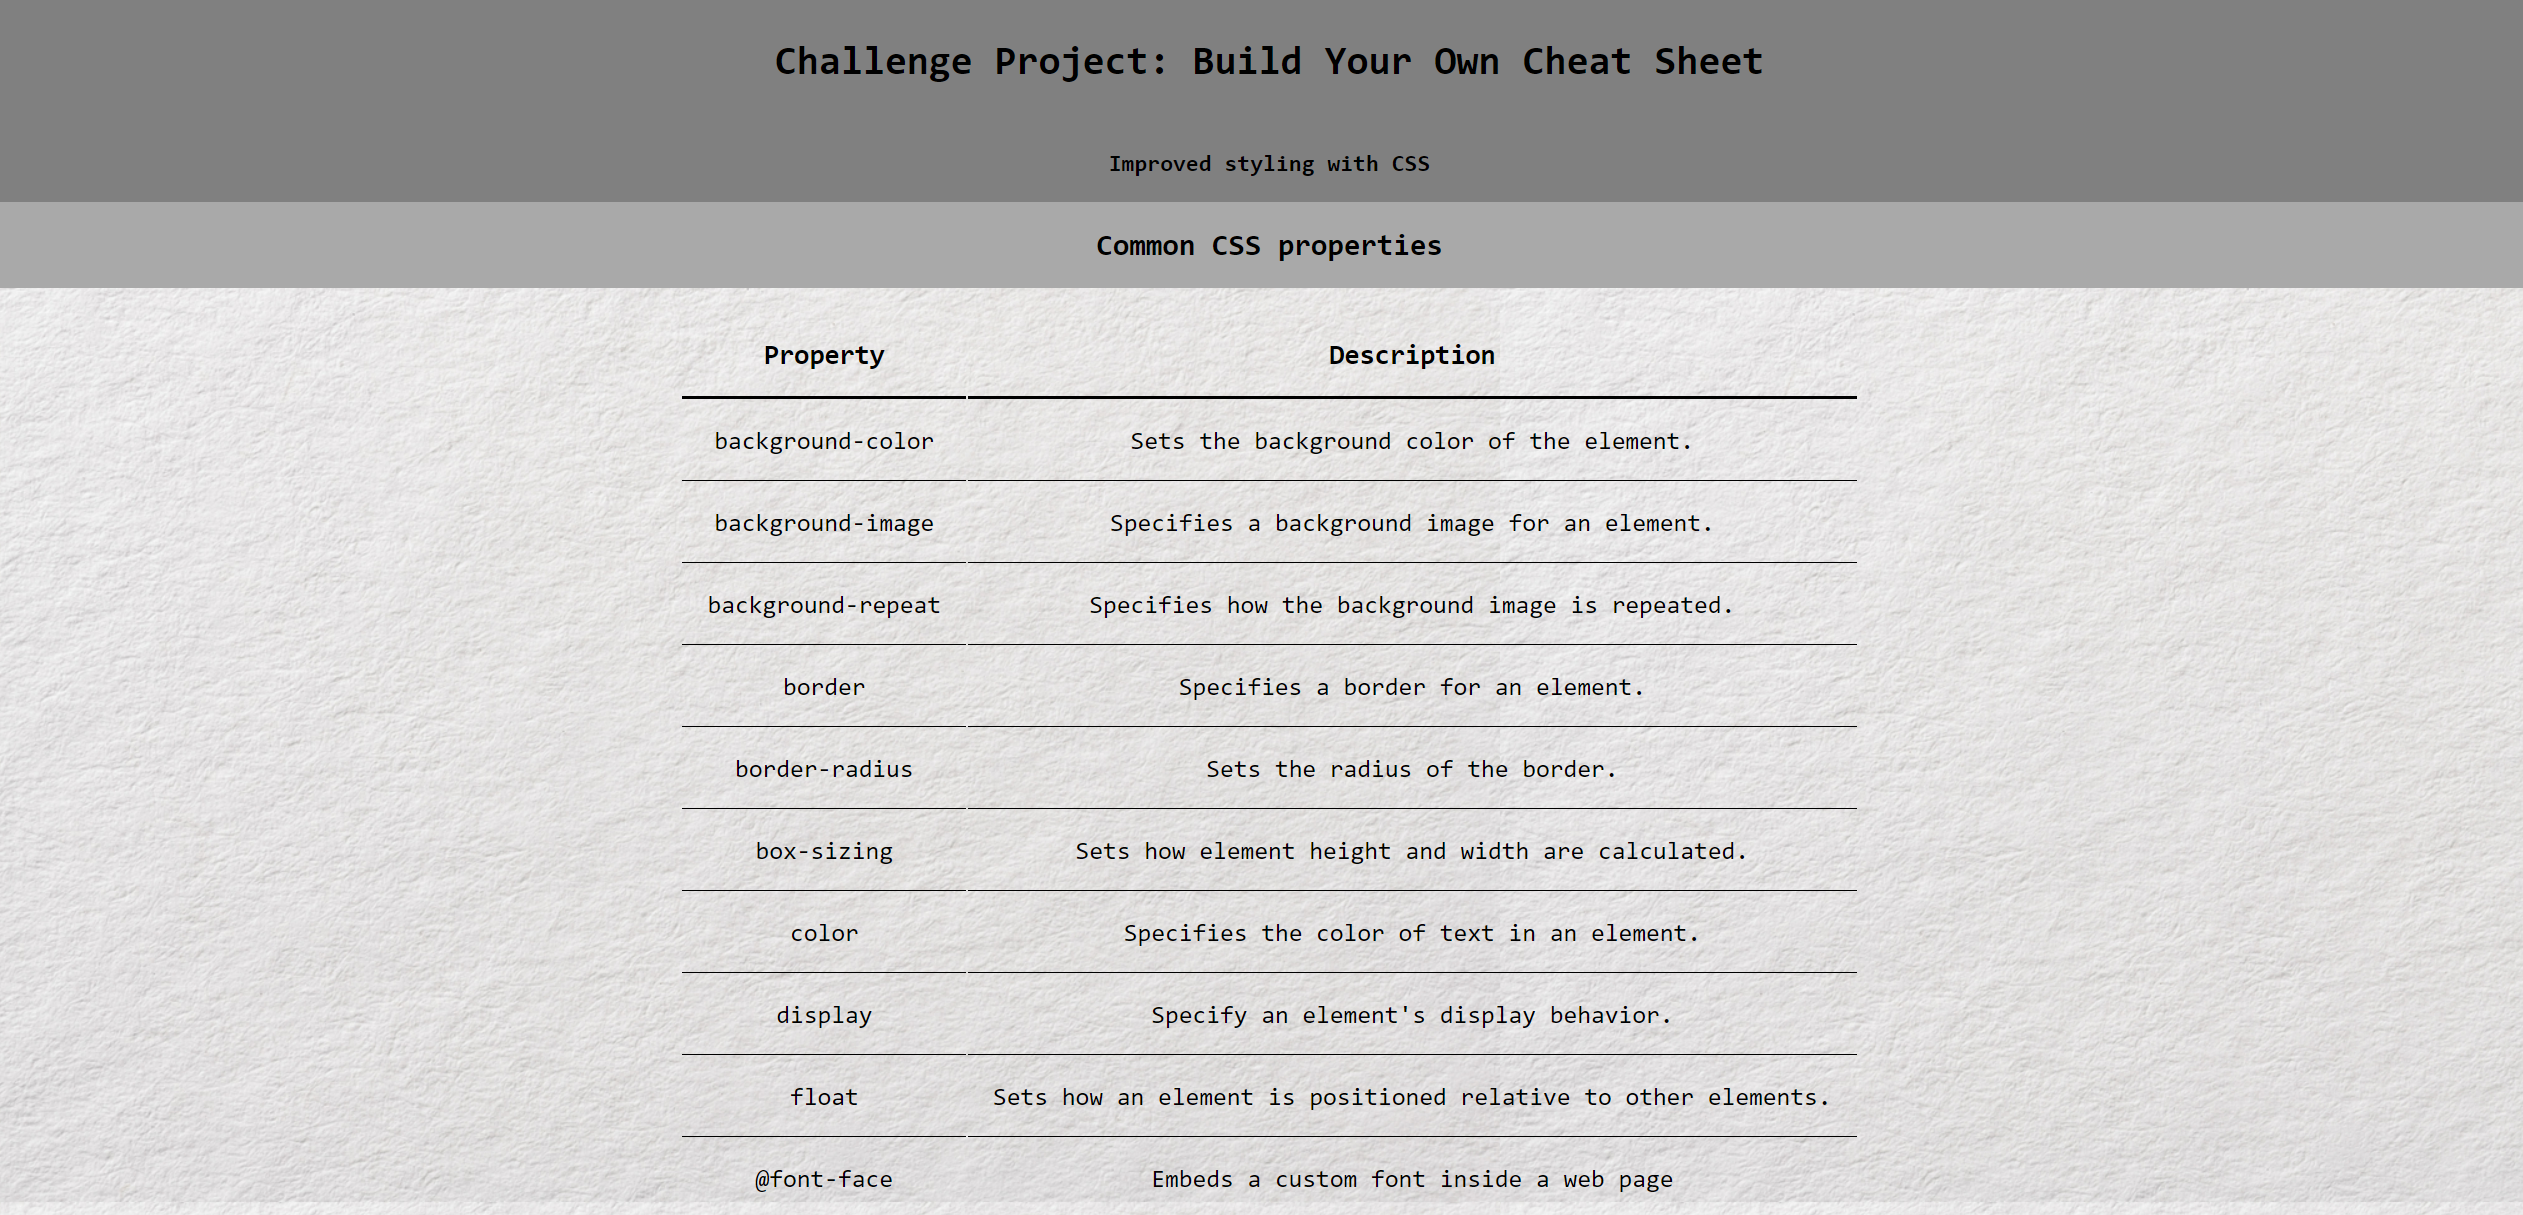 Challenge Project: Build Your Own Cheat Sheet
Improved styling with CSS
Common CSS properties
Property Description
background-color Sets the background color of the element.
background-image Specifies a background image for an element.
background-repeat Specifies how the background image is repeated.
border Specifies a border for an element.
border-radius Sets the radius of the border.
box-sizing Sets how element height and width are calculated.
color Specifies the color of text in an element.
display Specify an element's display behavior.
float Sets how an element is positioned relative to other elements.
@font-face Embeds a custom font inside a web page